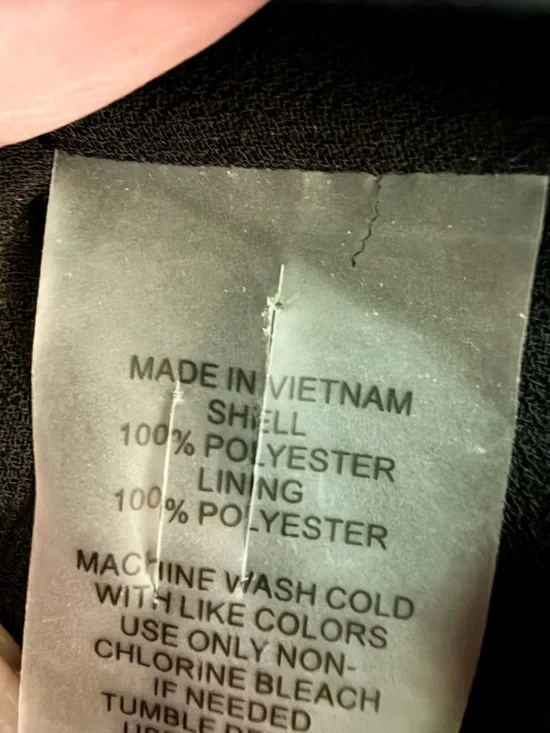 MADE IN VIETNAM
SHELL
100% POLYESTER
LINING
100% POLYESTER
MACHINE WASH COLD
WITH LIKE COLORS
USE ONLY NON-
CHLORINE BLEACH
IF NEEDED
TUMBLE